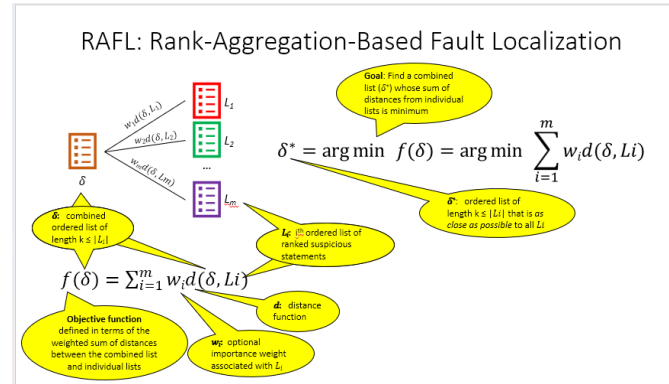 RAFL: Rank-Aggregation-Based Fault Localization
Goal: Find a combined
list (δ*) whose sum of
distances from individual
lists is minimum
w₁d(δ, L₁)
w₂d(δ, L₂)
wₘd(δ, Lm)
L₁
L₂
...
Lₘ
δ
δ* = arg min f(δ) = arg min ∑ᵢ₌₁ᵐ wᵢd(δ, Li)
δ*: ordered list of
length k ≤ |Li| that is as
close as possible to all Li
δ: combined
ordered list of
length k ≤ |Lᵢ|
Lᵢ: iᵗʰ ordered list of
ranked suspicious
statements
f(δ) = ∑ᵢ₌₁ᵐ wᵢd(δ, Li)
d: distance
function
Objective function
defined in terms of the
weighted sum of distances
between the combined list
and individual lists
wᵢ: optional
importance weight
associated with Lᵢ